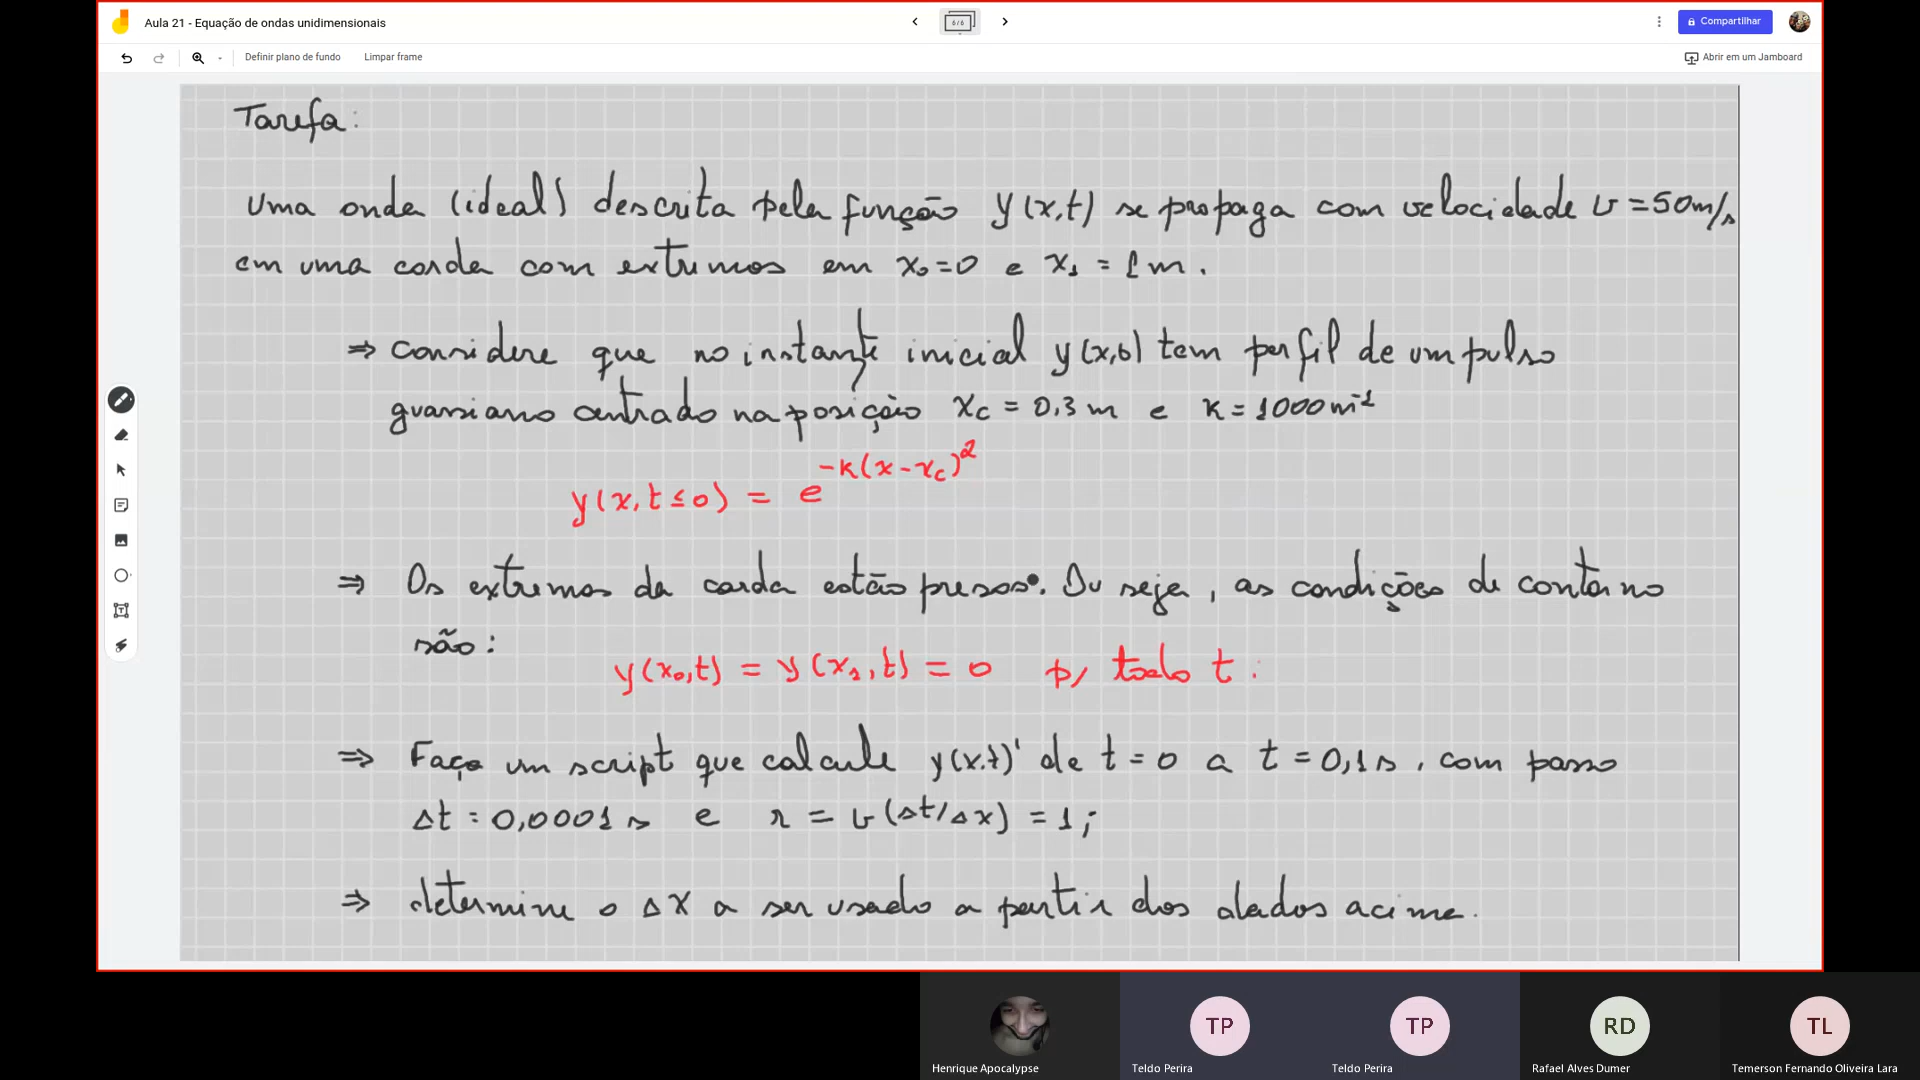 Aula 21 - Equação de ondas unidimensionais
6/6
Compartilhar
Definir plano de fundo
Limpar frame
Abrir em um Jamboard
Tarefa:
Uma onda (ideal) descrita pela função y(x,t) se propaga com velocidade v = 50m/s
em uma corda com extremos em x₀=0 e x₁ = 1m.
⇒ considere que no instante inicial y(x,0) tem perfil de um pulso
gaussiano centrado na posição x_c = 0,3 m e k = 1000 m⁻²
y(x, t ≤ 0) = e^{-k(x-x_c)²}
⇒ Os extremos da corda estão presos. Ou seja, as condições de contorno
são:
y(x₀,t) = y(x₁,t) = 0 p/ todo t.
⇒ Faça um script que calcule y(x,t) de t = 0 a t = 0,1s, com passo
Δt = 0,0001 s e r = v(Δt/Δx) = 1;
⇒ determine o Δx a ser usado a partir dos dados acima.
Henrique Apocalypse
TP
Teldo Perira
TP
Teldo Perira
RD
Rafael Alves Dumer
TL
Temerson Fernando Oliveira Lara